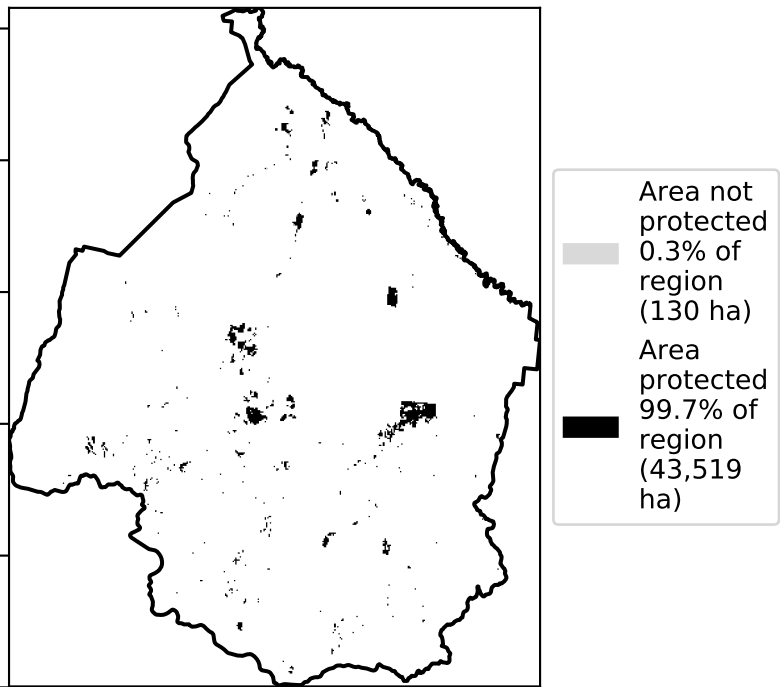 Area not
protected
0.3% of
region
(130 ha)
Area
protected
99.7% of
region
(43,519
ha)